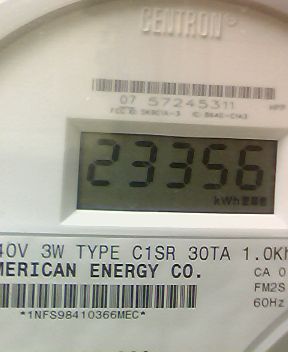 CENTRON®
07 57245311
23356
kWh
40V 3W TYPE C1SR 30TA 1.0Kh
MERICAN ENERGY CO.
CA 0
FM2S
60Hz
*1NFS98410366MEC*